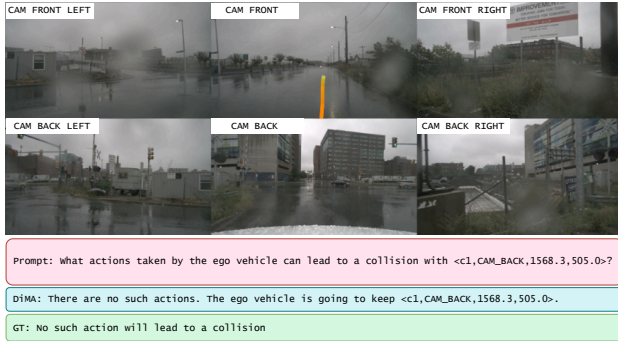 CAM FRONT LEFT
CAM FRONT
CAM FRONT RIGHT
IMPROVEMENT
CAM BACK LEFT
CAM BACK
CAM BACK RIGHT
Prompt: What actions taken by the ego vehicle can lead to a collision with <c1,CAM_BACK,1568.3,505.0>?
DiMA: There are no such actions. The ego vehicle is going to keep <c1,CAM_BACK,1568.3,505.0>.
GT: No such action will lead to a collision